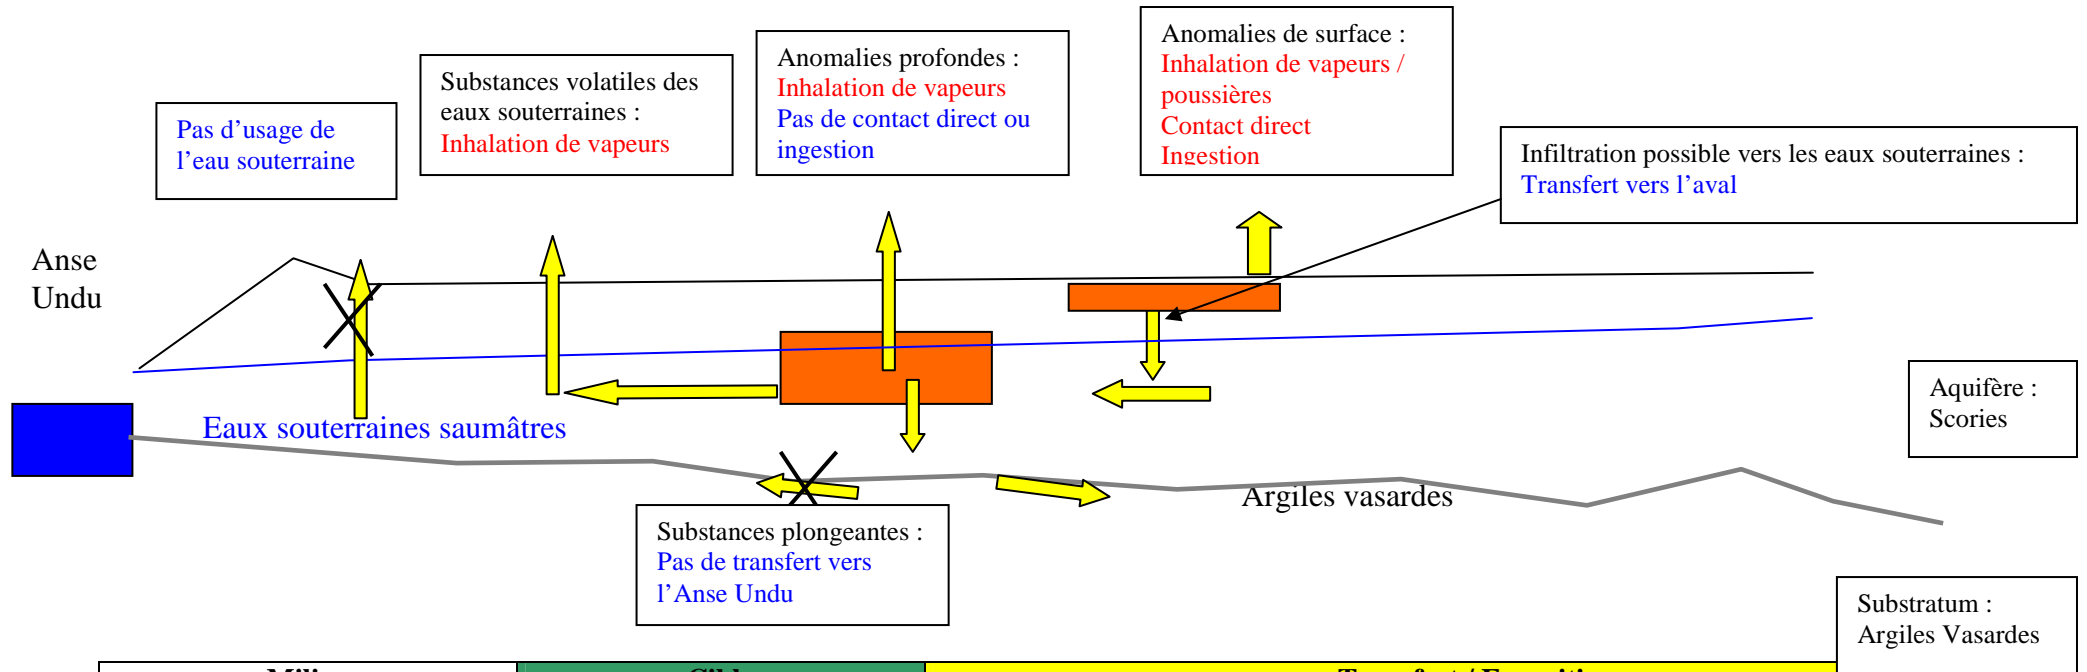 Pas d'usage de
l'eau souterraine
Substances volatiles des
eaux souterraines :
Inhalation de vapeurs
Anomalies profondes :
Inhalation de vapeurs
Pas de contact direct ou
ingestion
Anomalies de surface :
Inhalation de vapeurs /
poussières
Contact direct
Ingestion
Infiltration possible vers les eaux souterraines :
Transfert vers l'aval
Anse
Undu
Eaux souterraines saumâtres
Aquifère :
Scories
Argiles vasardes
Substances plongeantes :
Pas de transfert vers
l'Anse Undu
Substratum :
Argiles Vasardes